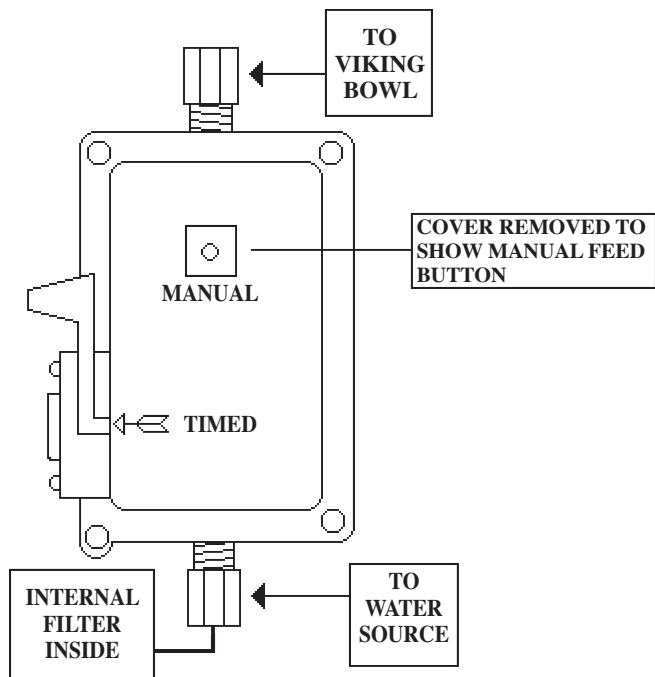 TO
VIKING
BOWL
COVER REMOVED TO
SHOW MANUAL FEED
BUTTON
MANUAL
TIMED
INTERNAL
FILTER
INSIDE
TO
WATER
SOURCE